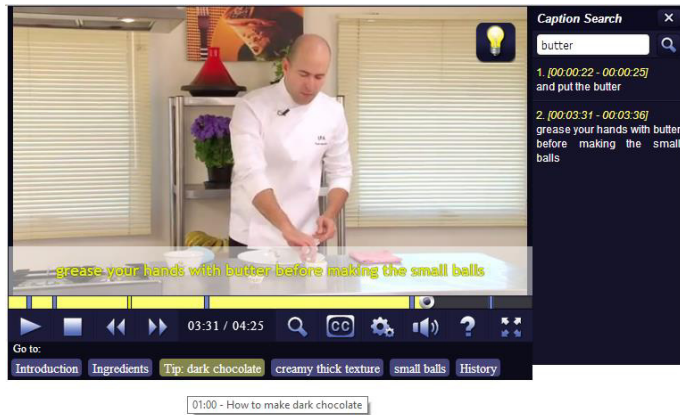 Caption Search X
butter
1. [00:00:22 - 00:00:25]
and put the butter
2. [00:03:31 - 00:03:36]
grease your hands with butter
before making the small
balls
grease your hands with butter before making the small balls
03:31 / 04:25 CC ?
Go to:
Introduction Ingredients Tip: dark chocolate creamy thick texture small balls History
01:00 - How to make dark chocolate